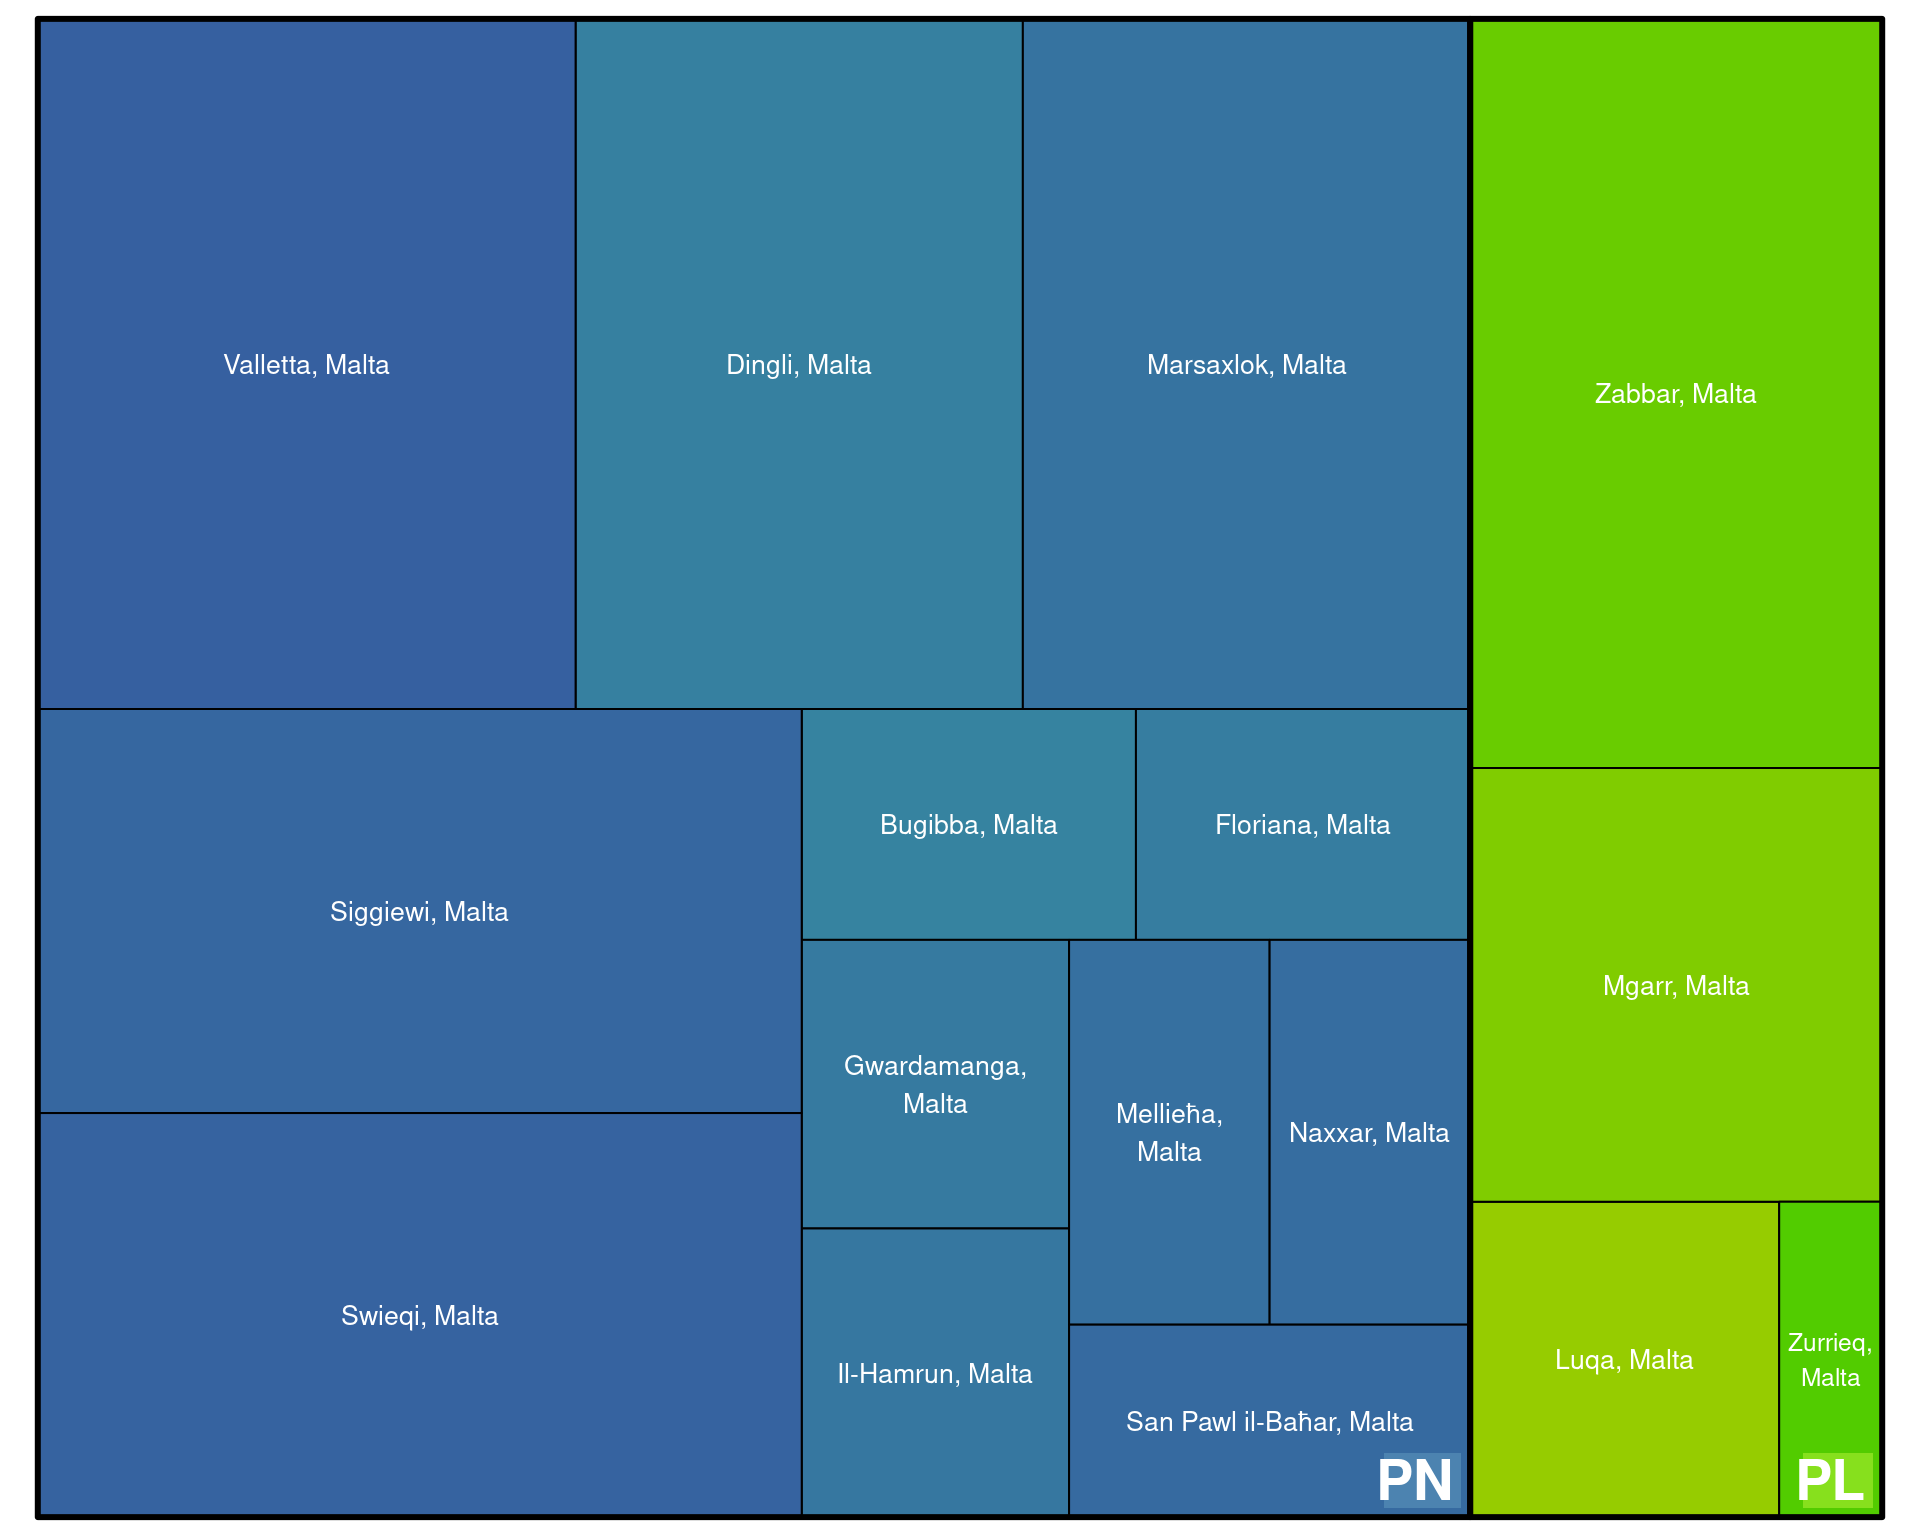 Valletta, Malta
Dingli, Malta
Marsaxlok, Malta
Zabbar, Malta
Siggiewi, Malta
Bugibba, Malta
Floriana, Malta
Mgarr, Malta
Gwardamanga,
Malta
Mellieħa,
Malta
Naxxar, Malta
Swieqi, Malta
Il-Hamrun, Malta
San Pawl il-Baħar, Malta
Luqa, Malta
Zurrieq,
Malta
PN
PL